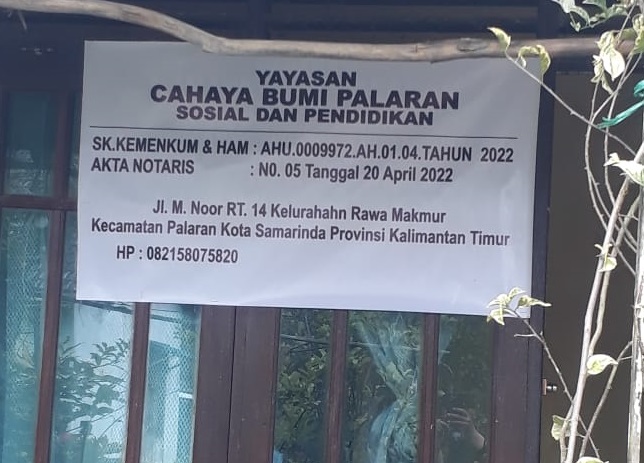 YAYASAN
CAHAYA BUMI PALARAN
SOSIAL DAN PENDIDIKAN
SK.KEMENKUM & HAM : AHU.0009972.AH.01.04.TAHUN 2022
AKTA NOTARIS : N0. 05 Tanggal 20 April 2022
Jl. M. Noor RT. 14 Kelurahahn Rawa Makmur
Kecamatan Palaran Kota Samarinda Provinsi Kalimantan Timur
HP : 082158075820